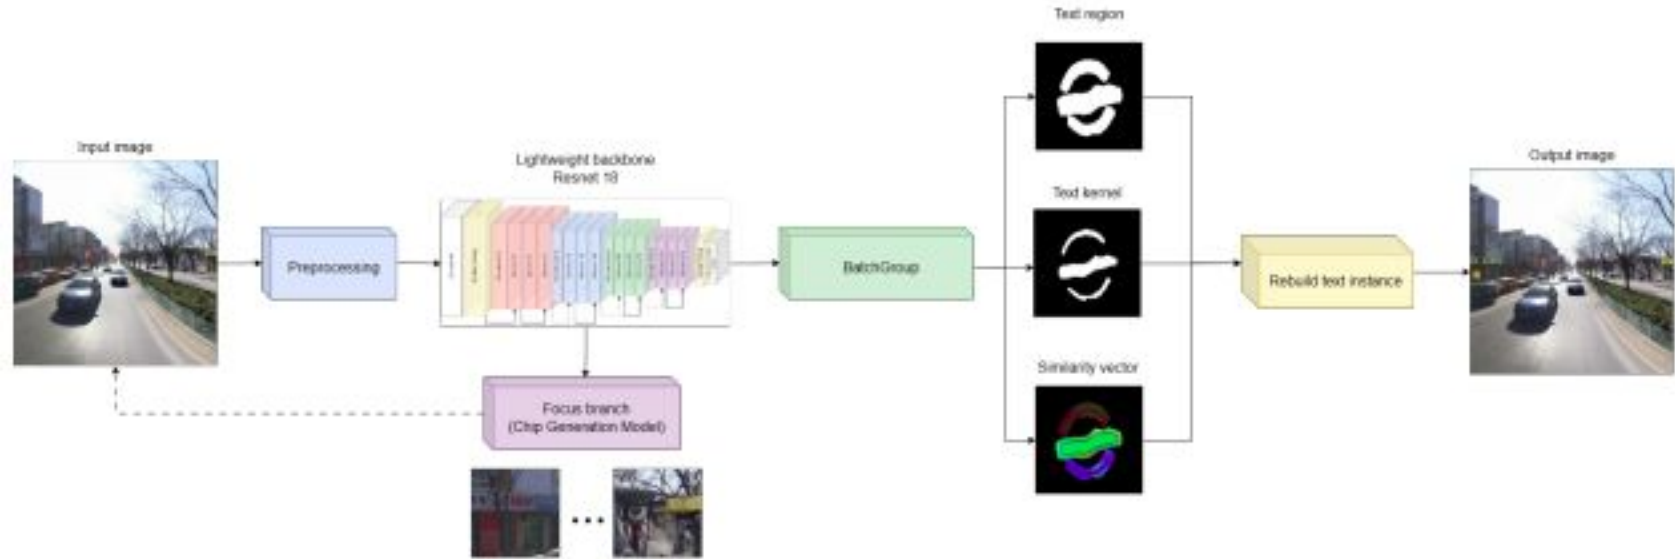 Input image
Preprocessing
Lightweight backbone
Resnet 18
Focus branch
(Chip Generation Model)
BatchGroup
Text region
Text kernel
Similarity vector
Rebuild text instance
Output image